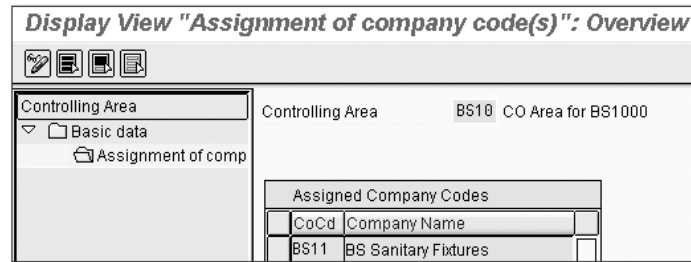 Display View "Assignment of company code(s)": Overview
Controlling Area
Basic data
Assignment of comp
Controlling Area BS10 CO Area for BS1000
Assigned Company Codes
CoCd Company Name
BS11 BS Sanitary Fixtures